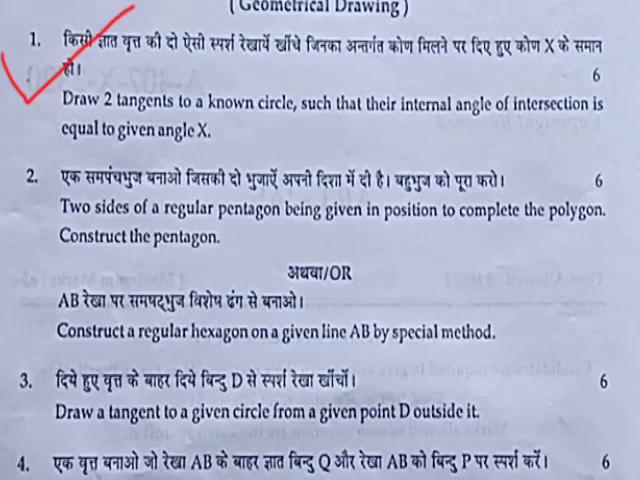 ( Geometrical Drawing )
1. किसी ज्ञात वृत्त की दो ऐसी स्पर्श रेखायें खींचे जिनका अन्तर्गत कोण मिलने पर दिए हुए कोण X के समान
हो। 6
Draw 2 tangents to a known circle, such that their internal angle of intersection is
equal to given angle X.
2. एक समपंचभुज बनाओ जिसकी दो भुजाऐं अपनी दिशा में दी है। बहुभुज को पूरा करो। 6
Two sides of a regular pentagon being given in position to complete the polygon.
Construct the pentagon.
अथवा/OR
AB रेखा पर समषट्भुज विशेष ढंग से बनाओ।
Construct a regular hexagon on a given line AB by special method.
3. दिये हुए वृत्त के बाहर दिये बिन्दु D से स्पर्श रेखा खींचों। 6
Draw a tangent to a given circle from a given point D outside it.
4. एक वृत्त बनाओ जो रेखा AB के बाहर ज्ञात बिन्दु Q और रेखा AB को बिन्दु P पर स्पर्श करें। 6